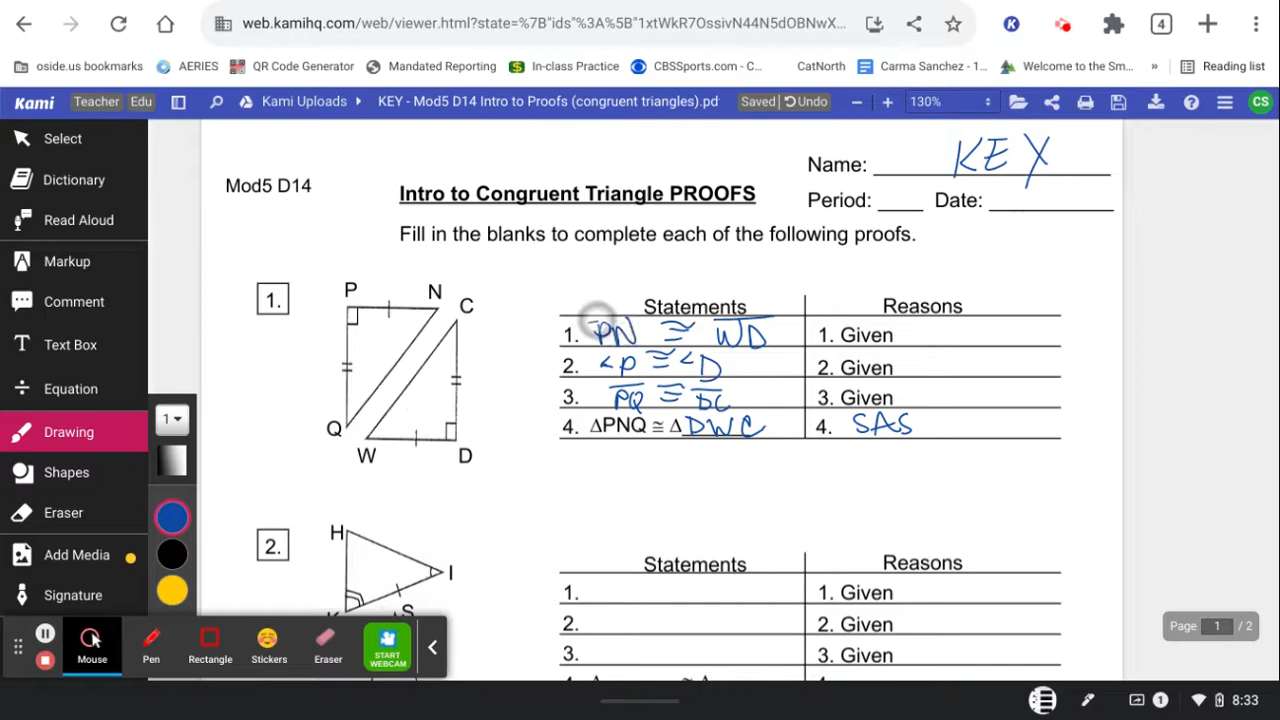 web.kamihq.com/web/viewer.html?state=%7B"ids"%3A%5B"1xtWkR7OssivN44N5dOBNwX...
4
oside.us bookmarks AERIES QR Code Generator Mandated Reporting In-class Practice CBSSports.com - C... CatNorth Carma Sanchez - 1... Welcome to the Sm... » Reading list
Kami Teacher Edu Kami Uploads KEY - Mod5 D14 Intro to Proofs (congruent triangles).pd Saved Undo 130% CS
Select
Dictionary
Read Aloud
Markup
Comment
Text Box
Equation
Drawing
Shapes
Eraser
Add Media
Signature
1
Name: KEY
Mod5 D14
Intro to Congruent Triangle PROOFS
Period: ____ Date: ____
Fill in the blanks to complete each of the following proofs.
1.
P N C
Q W D
Statements Reasons
1. PN ≅ WD 1. Given
2. ∠P ≅ ∠D 2. Given
3. PQ ≅ DC 3. Given
4. ΔPNQ ≅ Δ DWC 4. SAS
2.
H
I
S
Statements Reasons
1. 1. Given
2. 2. Given
3. 3. Given
Page 1 / 2
Mouse Pen Rectangle Stickers Eraser START WEBCAM
1 8:33